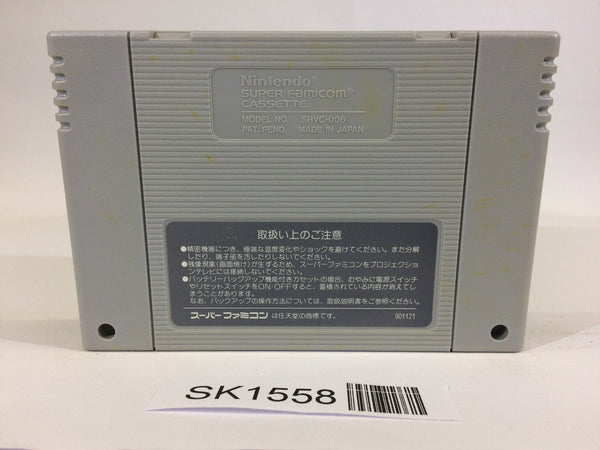 Nintendo®
SUPER FAMICOM®
CASSETTE
MODEL NO. SHVC-006
PAT. PEND. MADE IN JAPAN
取扱い上のご注意
●精密機器につき、極端な温度変化やショックを避けてください。また分解
したり、端子部を汚したりしないでください。
●残像現象(画面焼け)が生ずるため、スーパーファミコンをプロジェクショ
ンテレビには接続しないでください。
●バッテリーバックアップ機能付きカセットの場合、むやみに電源スイッチ
やリセットスイッチをON・OFFすると、蓄積されている内容が消えてし
まうことがあります。
なお、バックアップの操作方法については、取扱説明書をご参照ください。
スーパーファミコン は任天堂の商標です。 901121
SK1558